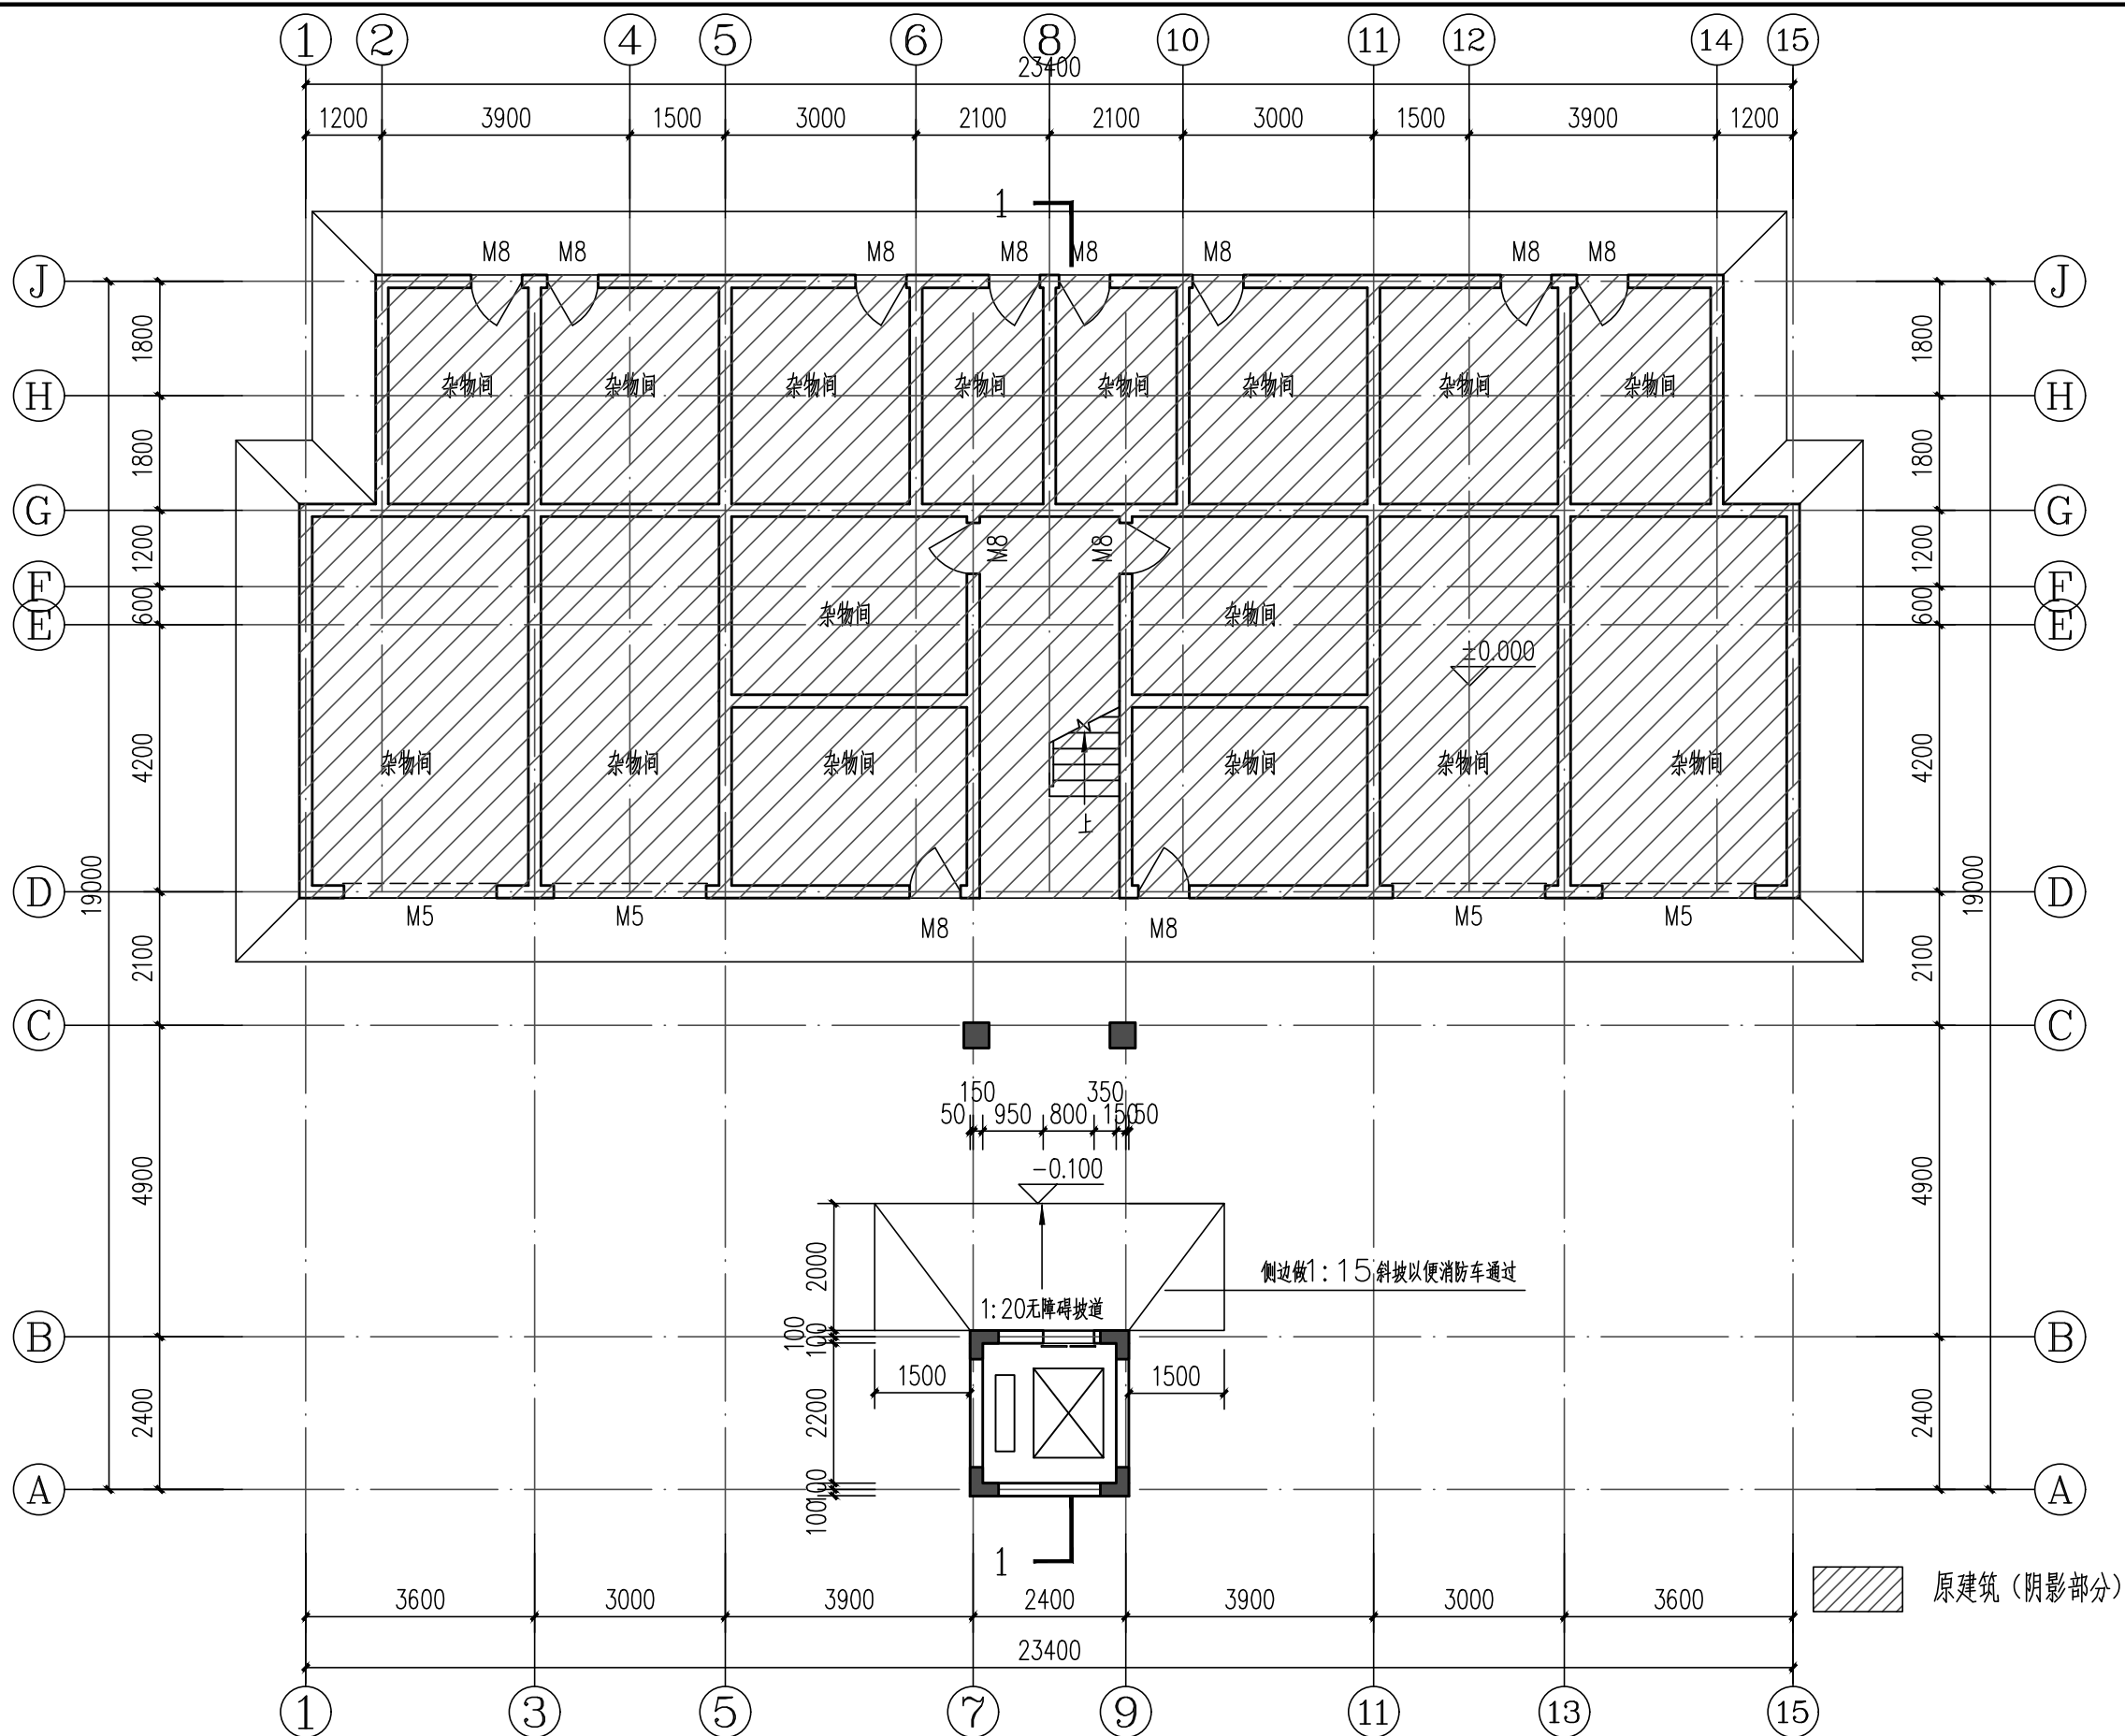 1 2 4 5 6 8 10 11 12 14 15
23400
1200 3900 1500 3000 2100 2100 3000 1500 3900 1200
1
M8 M8 M8 M8 M8 M8 M8 M8
J J
1800 1800
杂物间 杂物间 杂物间 杂物间 杂物间 杂物间 杂物间 杂物间
H H
1800 1800
G G
1200 M8 M8 1200
F F
600 杂物间 杂物间 600
E E
±0.000
4200 杂物间 杂物间 杂物间 杂物间 杂物间 杂物间 4200
上
19000 19000
D D
M5 M5 M8 M8 M5 M5
2100 2100
C C
150 350
50 950 800 150 50
4900 -0.100 4900
2000
侧边做1:15斜坡以便消防车通过
1:20无障碍坡道
100
100
B B
1500 1500
2400 2200 2400
A A
100
100
1
原建筑（阴影部分）
3600 3000 3900 2400 3900 3000 3600
23400
1 3 5 7 9 11 13 15